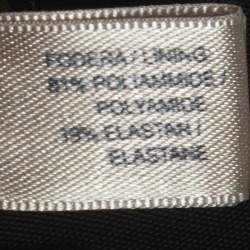 FODERA / LINING
81% POLIAMMIDE /
POLYAMIDE
19% ELASTAN /
ELASTANE